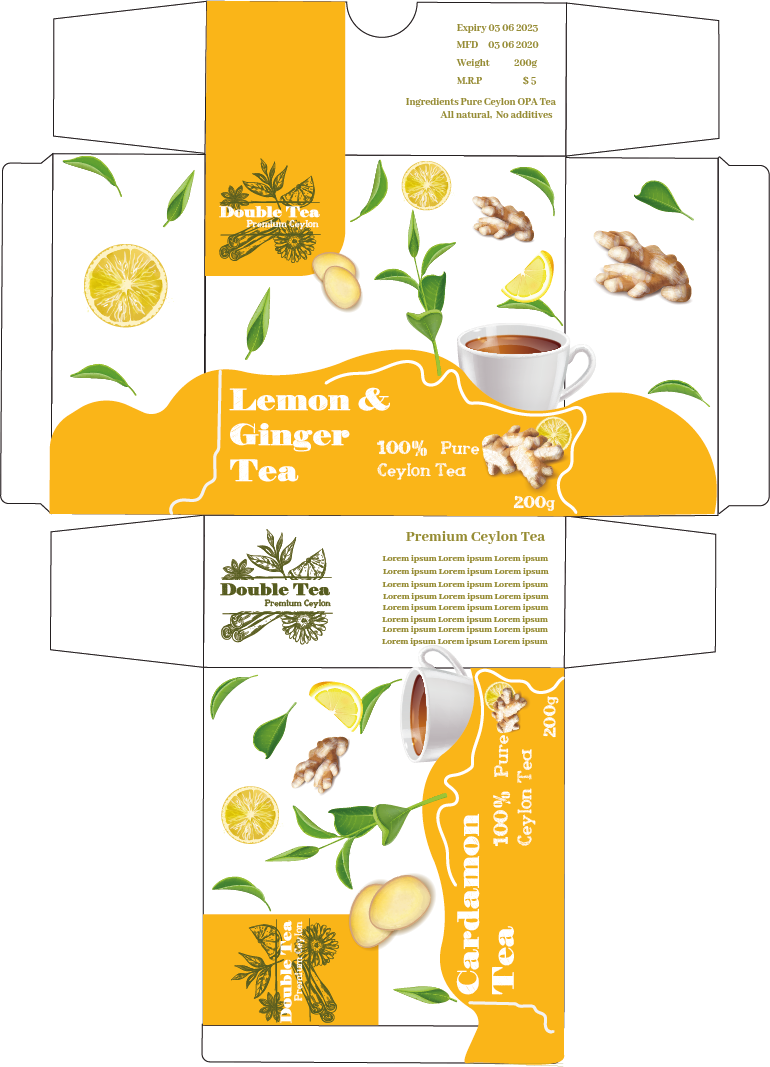 Expiry 03 06 2023
MFD 03 06 2020
Weight 200g
M.R.P $ 5
Ingredients Pure Ceylon OPA Tea
All natural, No additives
Double Tea
Premium Ceylon
Lemon &
Ginger
Tea
100% Pure
Ceylon Tea
200g
Double Tea
Premium Ceylon
Premium Ceylon Tea
Lorem ipsum Lorem ipsum Lorem ipsum
Lorem ipsum Lorem ipsum Lorem ipsum
Lorem ipsum Lorem ipsum Lorem ipsum
Lorem ipsum Lorem ipsum Lorem ipsum
Lorem ipsum Lorem ipsum Lorem ipsum
Lorem ipsum Lorem ipsum Lorem ipsum
Lorem ipsum Lorem ipsum Lorem ipsum
Lorem ipsum Lorem ipsum Lorem ipsum
Cardamon
Tea
100% Pure
Ceylon Tea
200g
Double Tea
Premium Ceylon